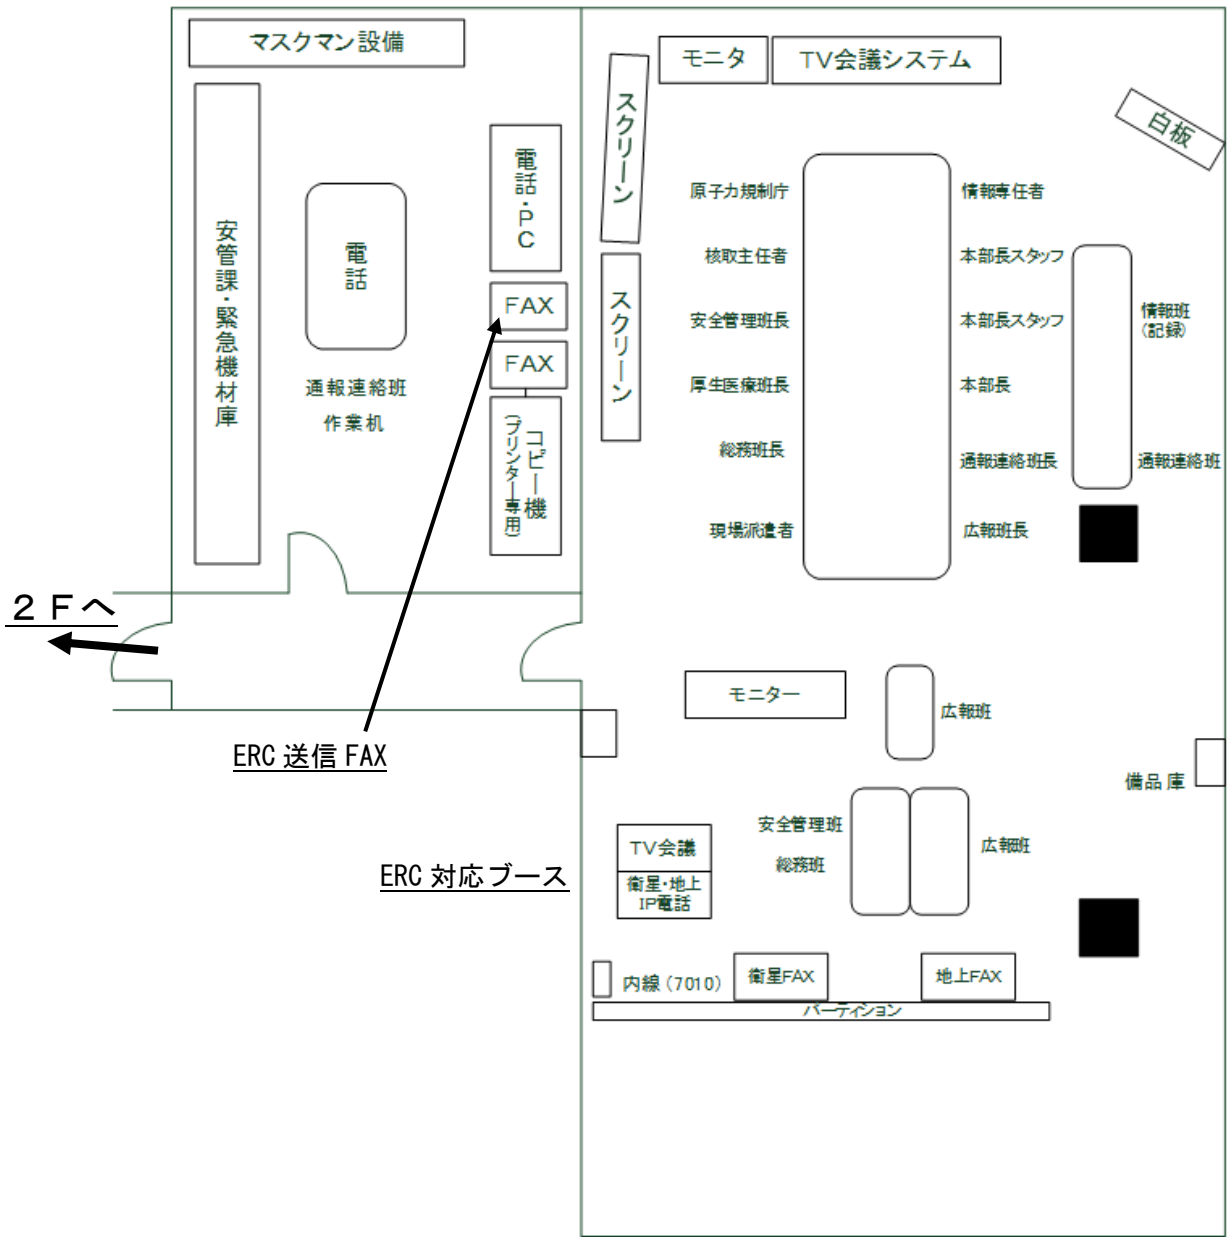 マスクマン設備
安管課・緊急機材庫
電話
通報連絡班
作業机
電話・PC
FAX
FAX
コピー機
(プリンター専用)
2Fへ
ERC送信FAX
ERC対応ブース
スクリーン
スクリーン
モニタ
TV会議システム
白板
原子力規制庁
核取主任者
安全管理班長
厚生医療班長
総務班長
現場派遣者
情報専任者
本部長スタッフ
本部長スタッフ
本部長
通報連絡班長
広報班長
情報班
(記録)
通報連絡班
モニター
広報班
備品庫
安全管理班
総務班
広報班
TV会議
衛星・地上
IP電話
内線(7010)
衛星FAX
地上FAX
パーティション